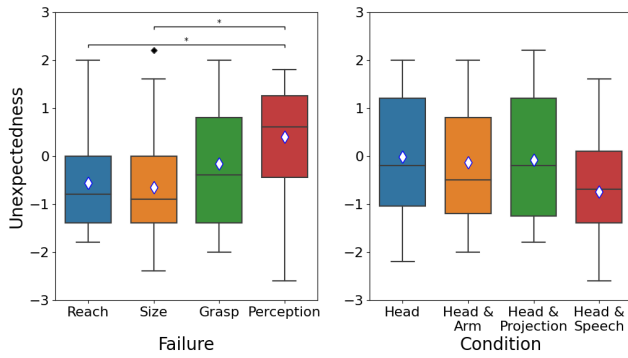 Unexpectedness
3
2
1
0
−1
−2
−3
*
*
Reach Size Grasp Perception
Failure
3
2
1
0
−1
−2
−3
Head Head & Head & Head &
Arm Projection Speech
Condition